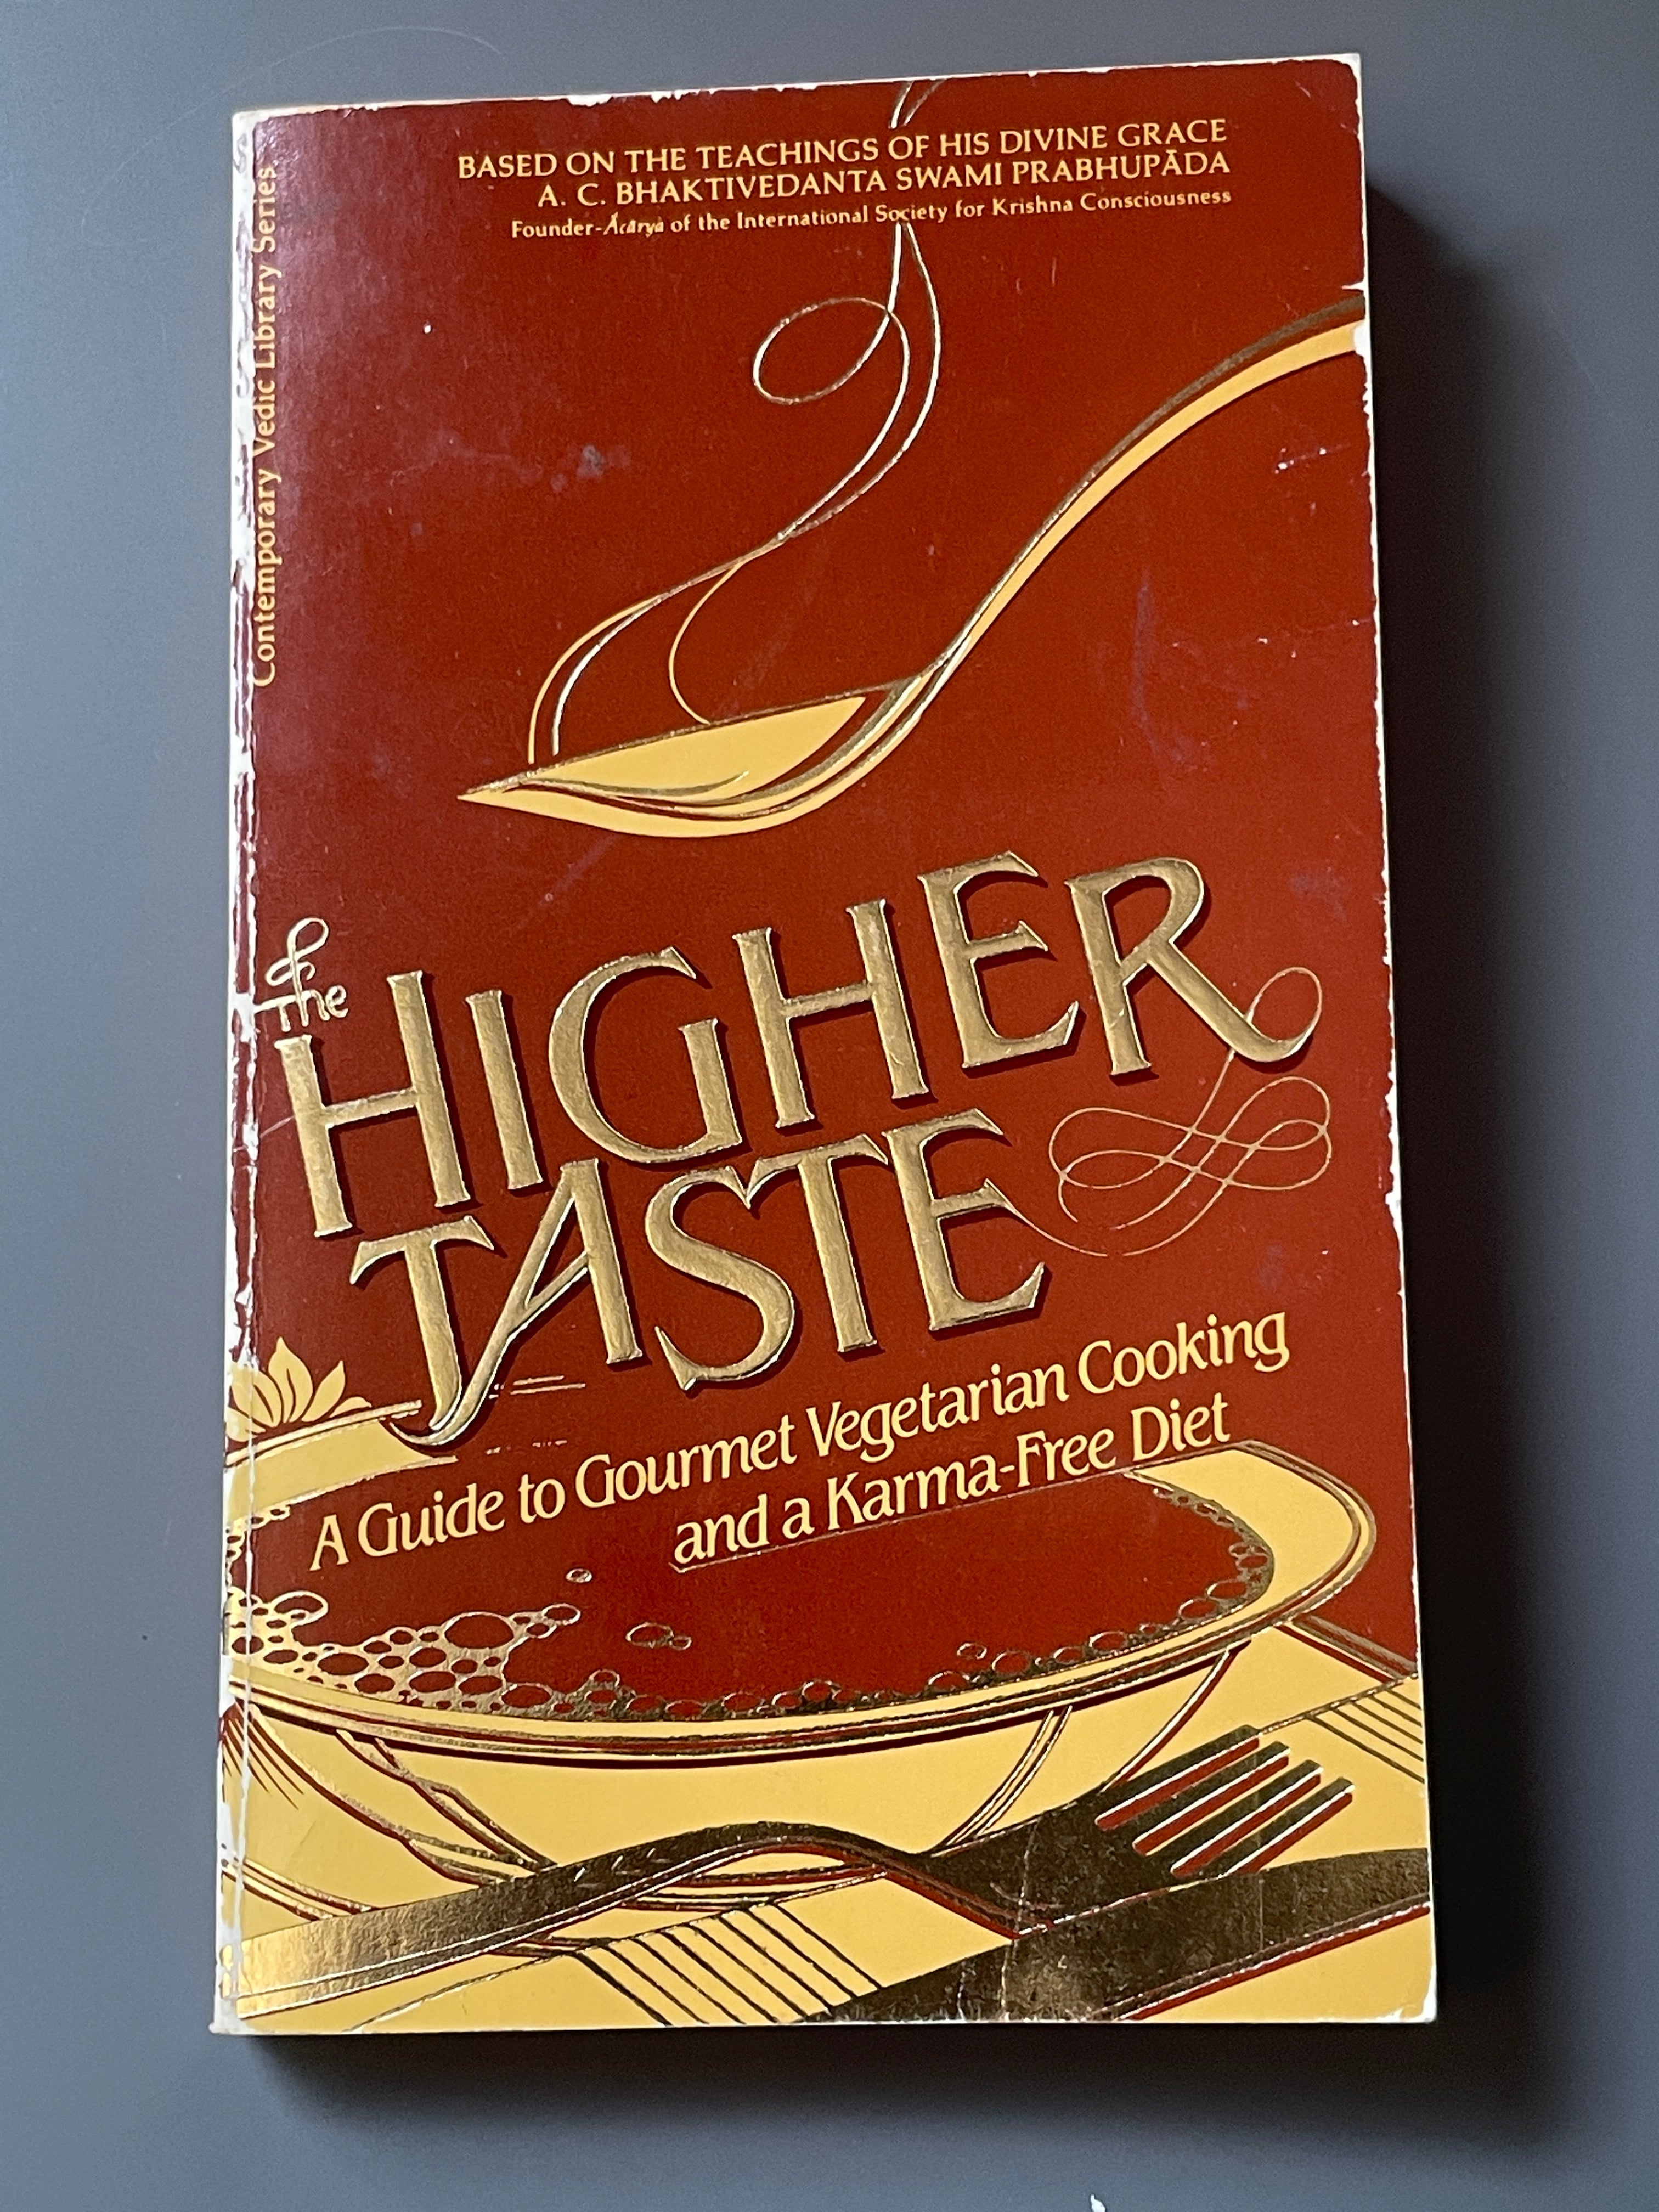 BASED ON THE TEACHINGS OF HIS DIVINE GRACE
A. C. BHAKTIVEDANTA SWAMI PRABHUPĀDA
Founder-Ācārya of the International Society for Krishna Consciousness
Contemporary Vedic Library Series
The
HIGHER
TASTE
A Guide to Gourmet Vegetarian Cooking
and a Karma-Free Diet